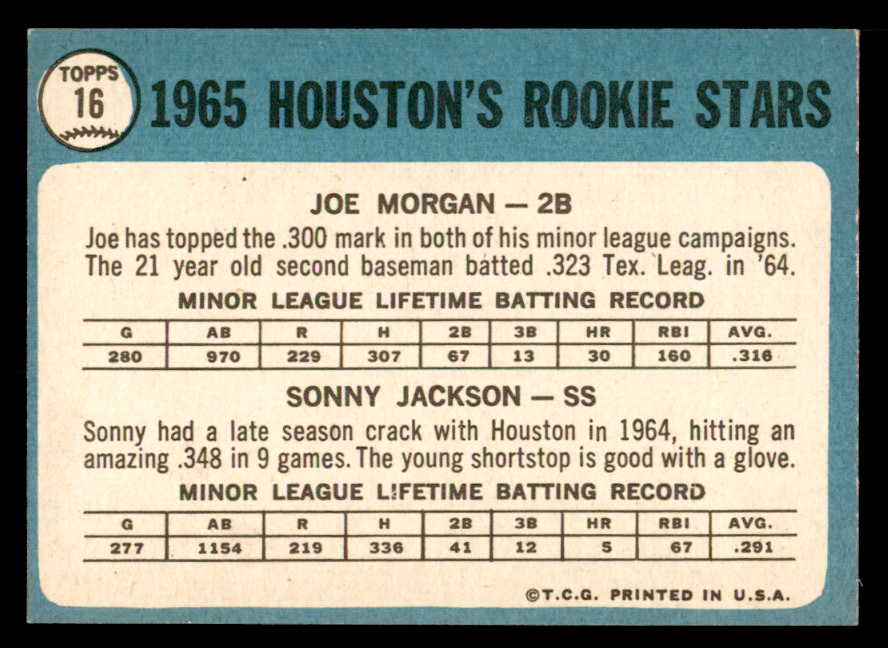 TOPPS
16
1965 HOUSTON'S ROOKIE STARS
JOE MORGAN — 2B
Joe has topped the .300 mark in both of his minor league campaigns.
The 21 year old second baseman batted .323 Tex. Leag. in '64.
MINOR LEAGUE LIFETIME BATTING RECORD
G AB R H 2B 3B HR RBI AVG.
280 970 229 307 67 13 30 160 .316
SONNY JACKSON — SS
Sonny had a late season crack with Houston in 1964, hitting an
amazing .348 in 9 games. The young shortstop is good with a glove.
MINOR LEAGUE LIFETIME BATTING RECORD
G AB R H 2B 3B HR RBI AVG.
277 1154 219 336 41 12 5 67 .291
©T.C.G. PRINTED IN U.S.A.